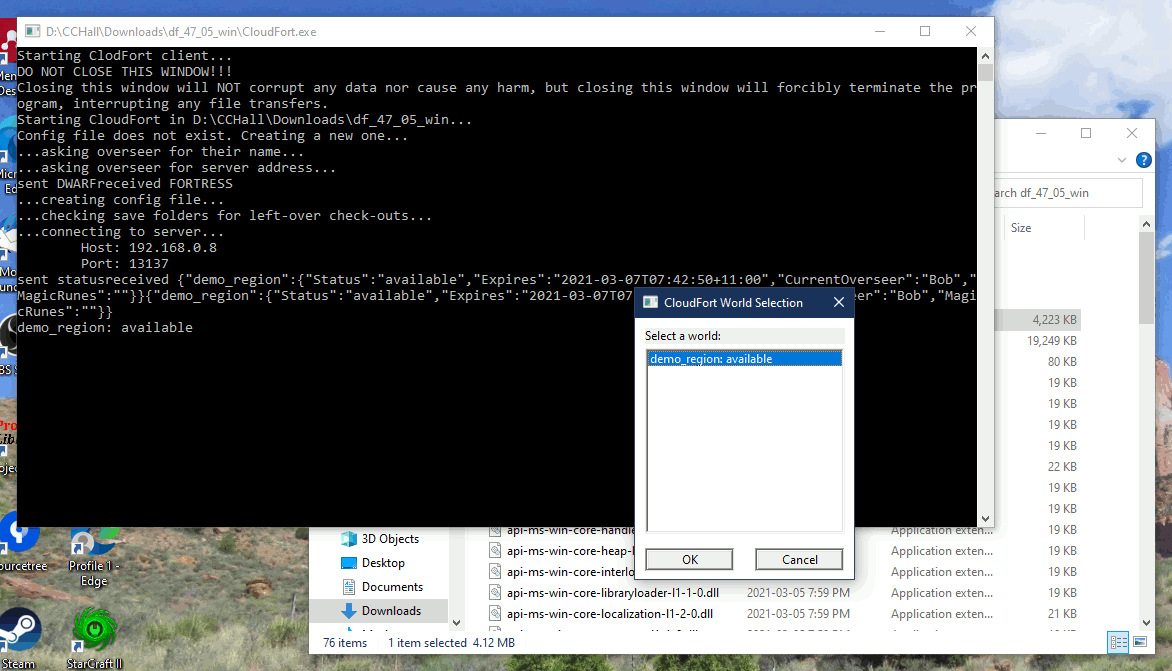 D:\CCHall\Downloads\df_47_05_win\CloudFort.exe
Starting ClodFort client...
DO NOT CLOSE THIS WINDOW!!!
Closing this window will NOT corrupt any data nor cause any harm, but closing this window will forcibly terminate the pr
ogram, interrupting any file transfers.
Starting CloudFort in D:\CCHall\Downloads\df_47_05_win...
Config file does not exist. Creating a new one...
...asking overseer for their name...
...asking overseer for server address...
sent DWARFreceived FORTRESS
...creating config file...
...checking save folders for left-over check-outs...
...connecting to server...
Host: 192.168.0.8
Port: 13137
sent statusreceived {"demo_region":{"Status":"available","Expires":"2021-03-07T07:42:50+11:00","CurrentOverseer":"Bob","
MagicRunes":""}}{"demo_region":{"Status":"available","Expires":"2021-03-07T07 seer":"Bob","Magi
cRunes":""}}
demo_region: available
CloudFort World Selection
Select a world:
demo_region: available
OK Cancel
arch df_47_05_win
Size
4,223 KB
19,249 KB
80 KB
19 KB
19 KB
19 KB
19 KB
22 KB
19 KB
19 KB
3D Objects api-ms-win-core-handle Application exten... 19 KB
Desktop api-ms-win-core-heap- Application exten... 19 KB
Documents api-ms-win-core-interlo Application exten... 19 KB
api-ms-win-core-libraryloader-l1-1-0.dll 2021-03-05 7:59 PM Application exten... 19 KB
Downloads api-ms-win-core-localization-l1-2-0.dll 2021-03-05 7:59 PM Application exten... 21 KB
76 items 1 item selected 4.12 MB
ourcetree
Profile 1 -
Edge
Steam
StarCraft II